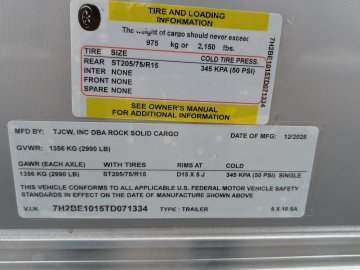 TIRE AND LOADING
INFORMATION
The weight of cargo should never exceed
975 kg or 2,150 lbs.
TIRE SIZE COLD TIRE PRESS.
REAR ST205/75/R15 345 KPA (50 PSI)
INTER NONE
FRONT NONE
SPARE NONE
SEE OWNER'S MANUAL
FOR ADDITIONAL INFORMATION
7H2BE1015TD071334
MFG. BY: TJCW, INC DBA ROCK SOLID CARGO DATE OF MFG: 12/2025
GVWR: 1356 KG (2990 LB)
GAWR (EACH AXLE) WITH TIRES RIMS AT COLD
1356 KG (2990 LB) ST205/75/R15 D15 X 5 J 345 KPA (50 PSI) SINGLE
THIS VEHICLE CONFORMS TO ALL APPLICABLE U.S. FEDERAL MOTOR VEHICLE SAFETY
STANDARDS IN EFFECT ON THE DATE OF MANUFACTURE SHOWN ABOVE.
V.I.N.: 7H2BE1015TD071334 TYPE: TRAILER 5 X 10 SA